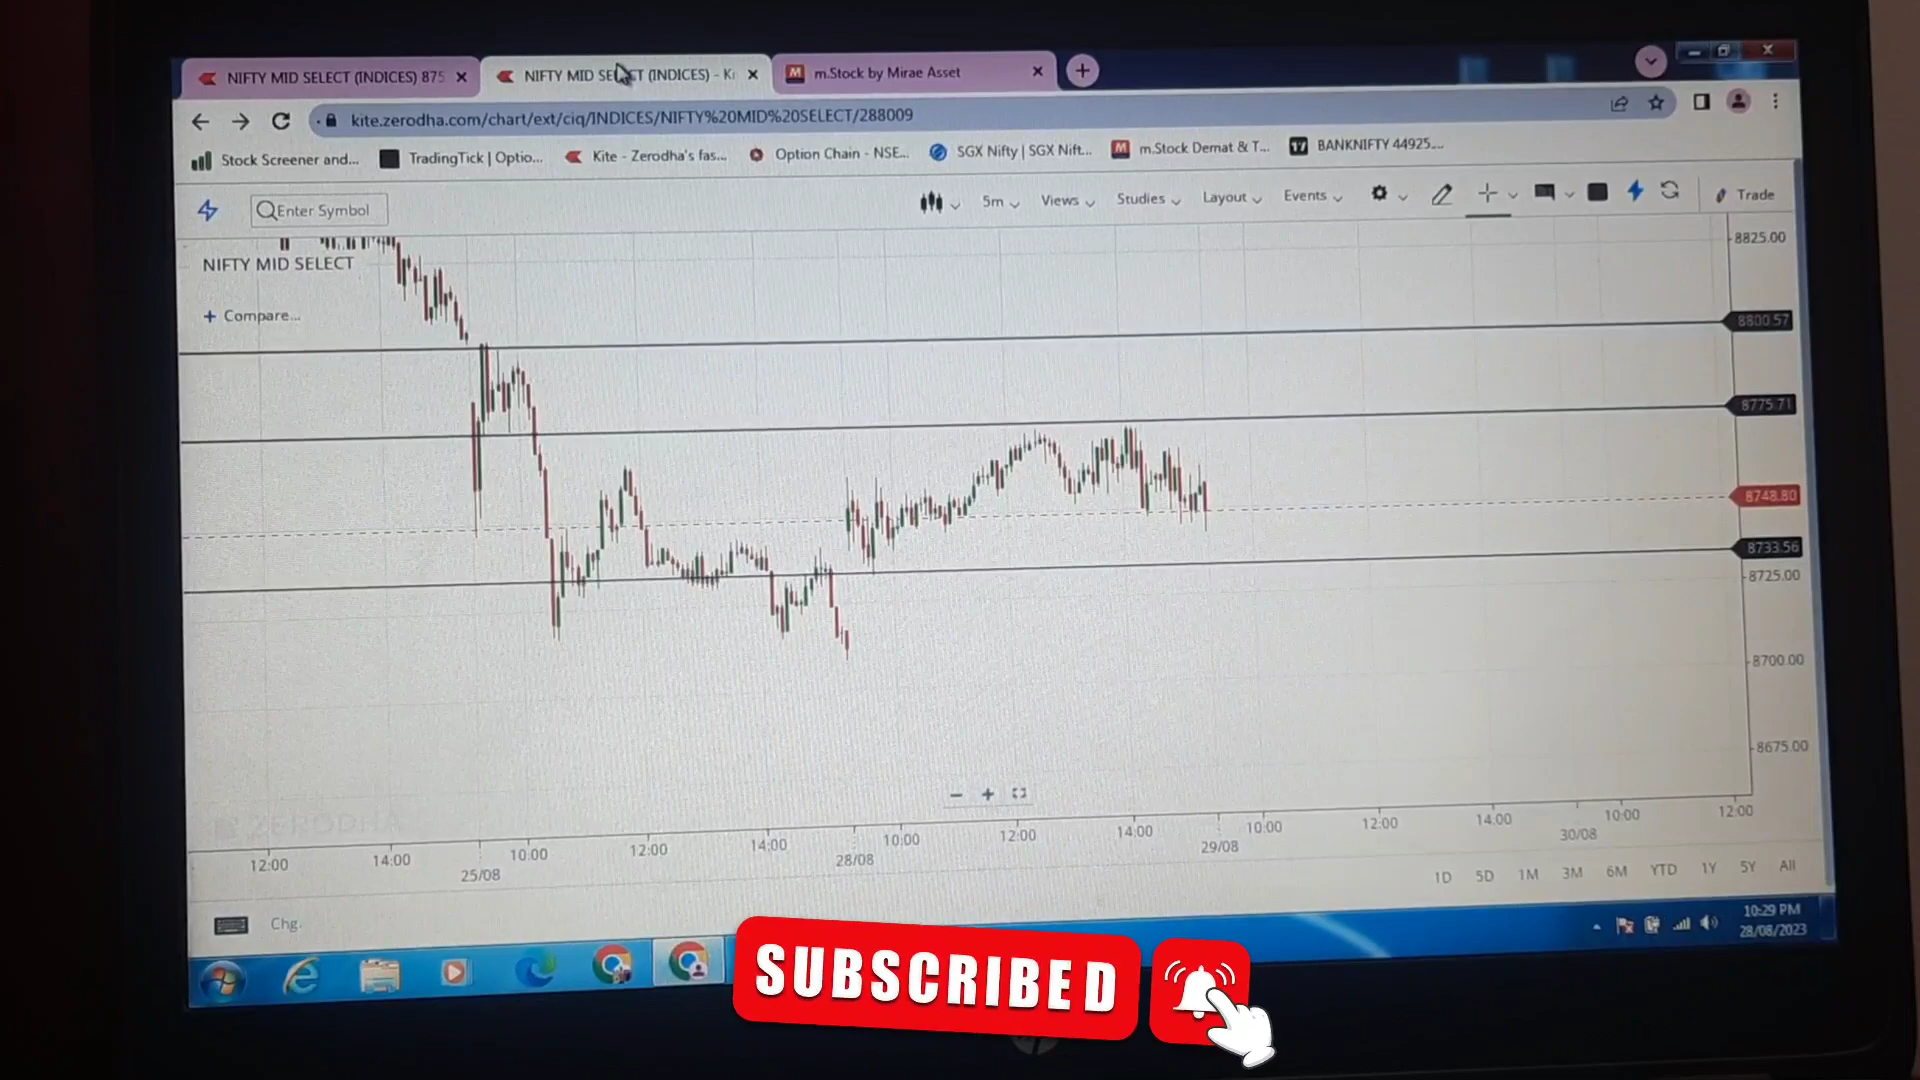 NIFTY MID SELECT (INDICES) 875
NIFTY MID SELECT (INDICES) - Ki
m.Stock by Mirae Asset
kite.zerodha.com/chart/ext/ciq/INDICES/NIFTY%20MID%20SELECT/288009
Stock Screener and...
TradingTick | Optio...
Kite - Zerodha's fas...
Option Chain - NSE...
SGX Nifty | SGX Nift...
m.Stock Demat & T...
BANKNIFTY 44925....
Enter Symbol
5m
Views
Studies
Layout
Events
Trade
NIFTY MID SELECT
+ Compare...
8825.00
8800.57
8775.71
8748.80
8733.56
8725.00
8700.00
8675.00
ZERODHA
12:00
14:00
25/08
10:00
12:00
14:00
28/08
10:00
12:00
14:00
29/08
10:00
12:00
14:00
30/08
10:00
12:00
1D
5D
1M
3M
6M
YTD
1Y
5Y
All
Chg.
10:29 PM
28/08/2023
SUBSCRIBED